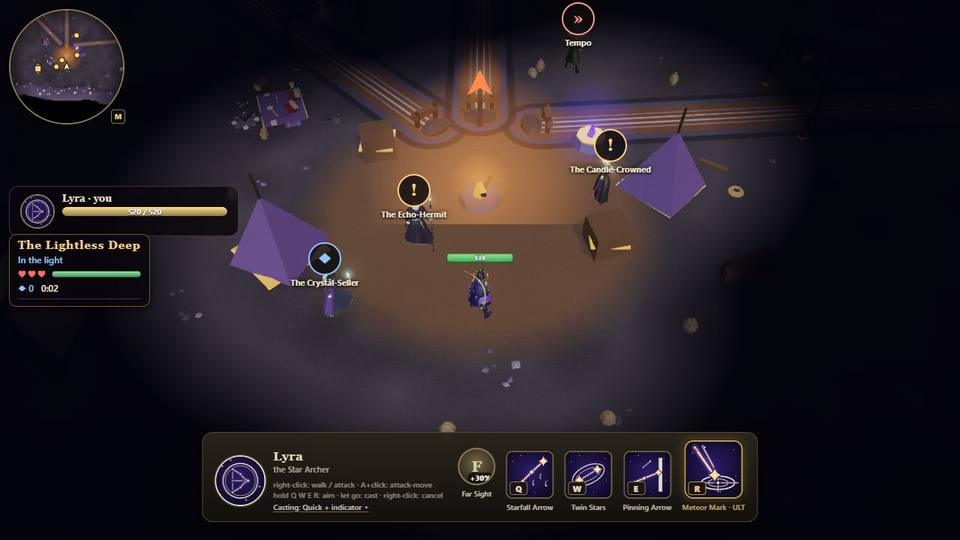 »
Tempo
M
!
The Candle-Crowned
Lyra · you
520 / 520
!
The Echo-Hermit
The Lightless Deep
In the light
0 0:02
The Crystal-Seller
520
Lyra
the Star Archer
right-click: walk / attack · A+click: attack-move
hold Q W E R: aim · let go: cast · right-click: cancel
Casting: Quick + indicator
F
+30%
Far Sight
Q
Starfall Arrow
W
Twin Stars
E
Pinning Arrow
R
Meteor Mark · ULT